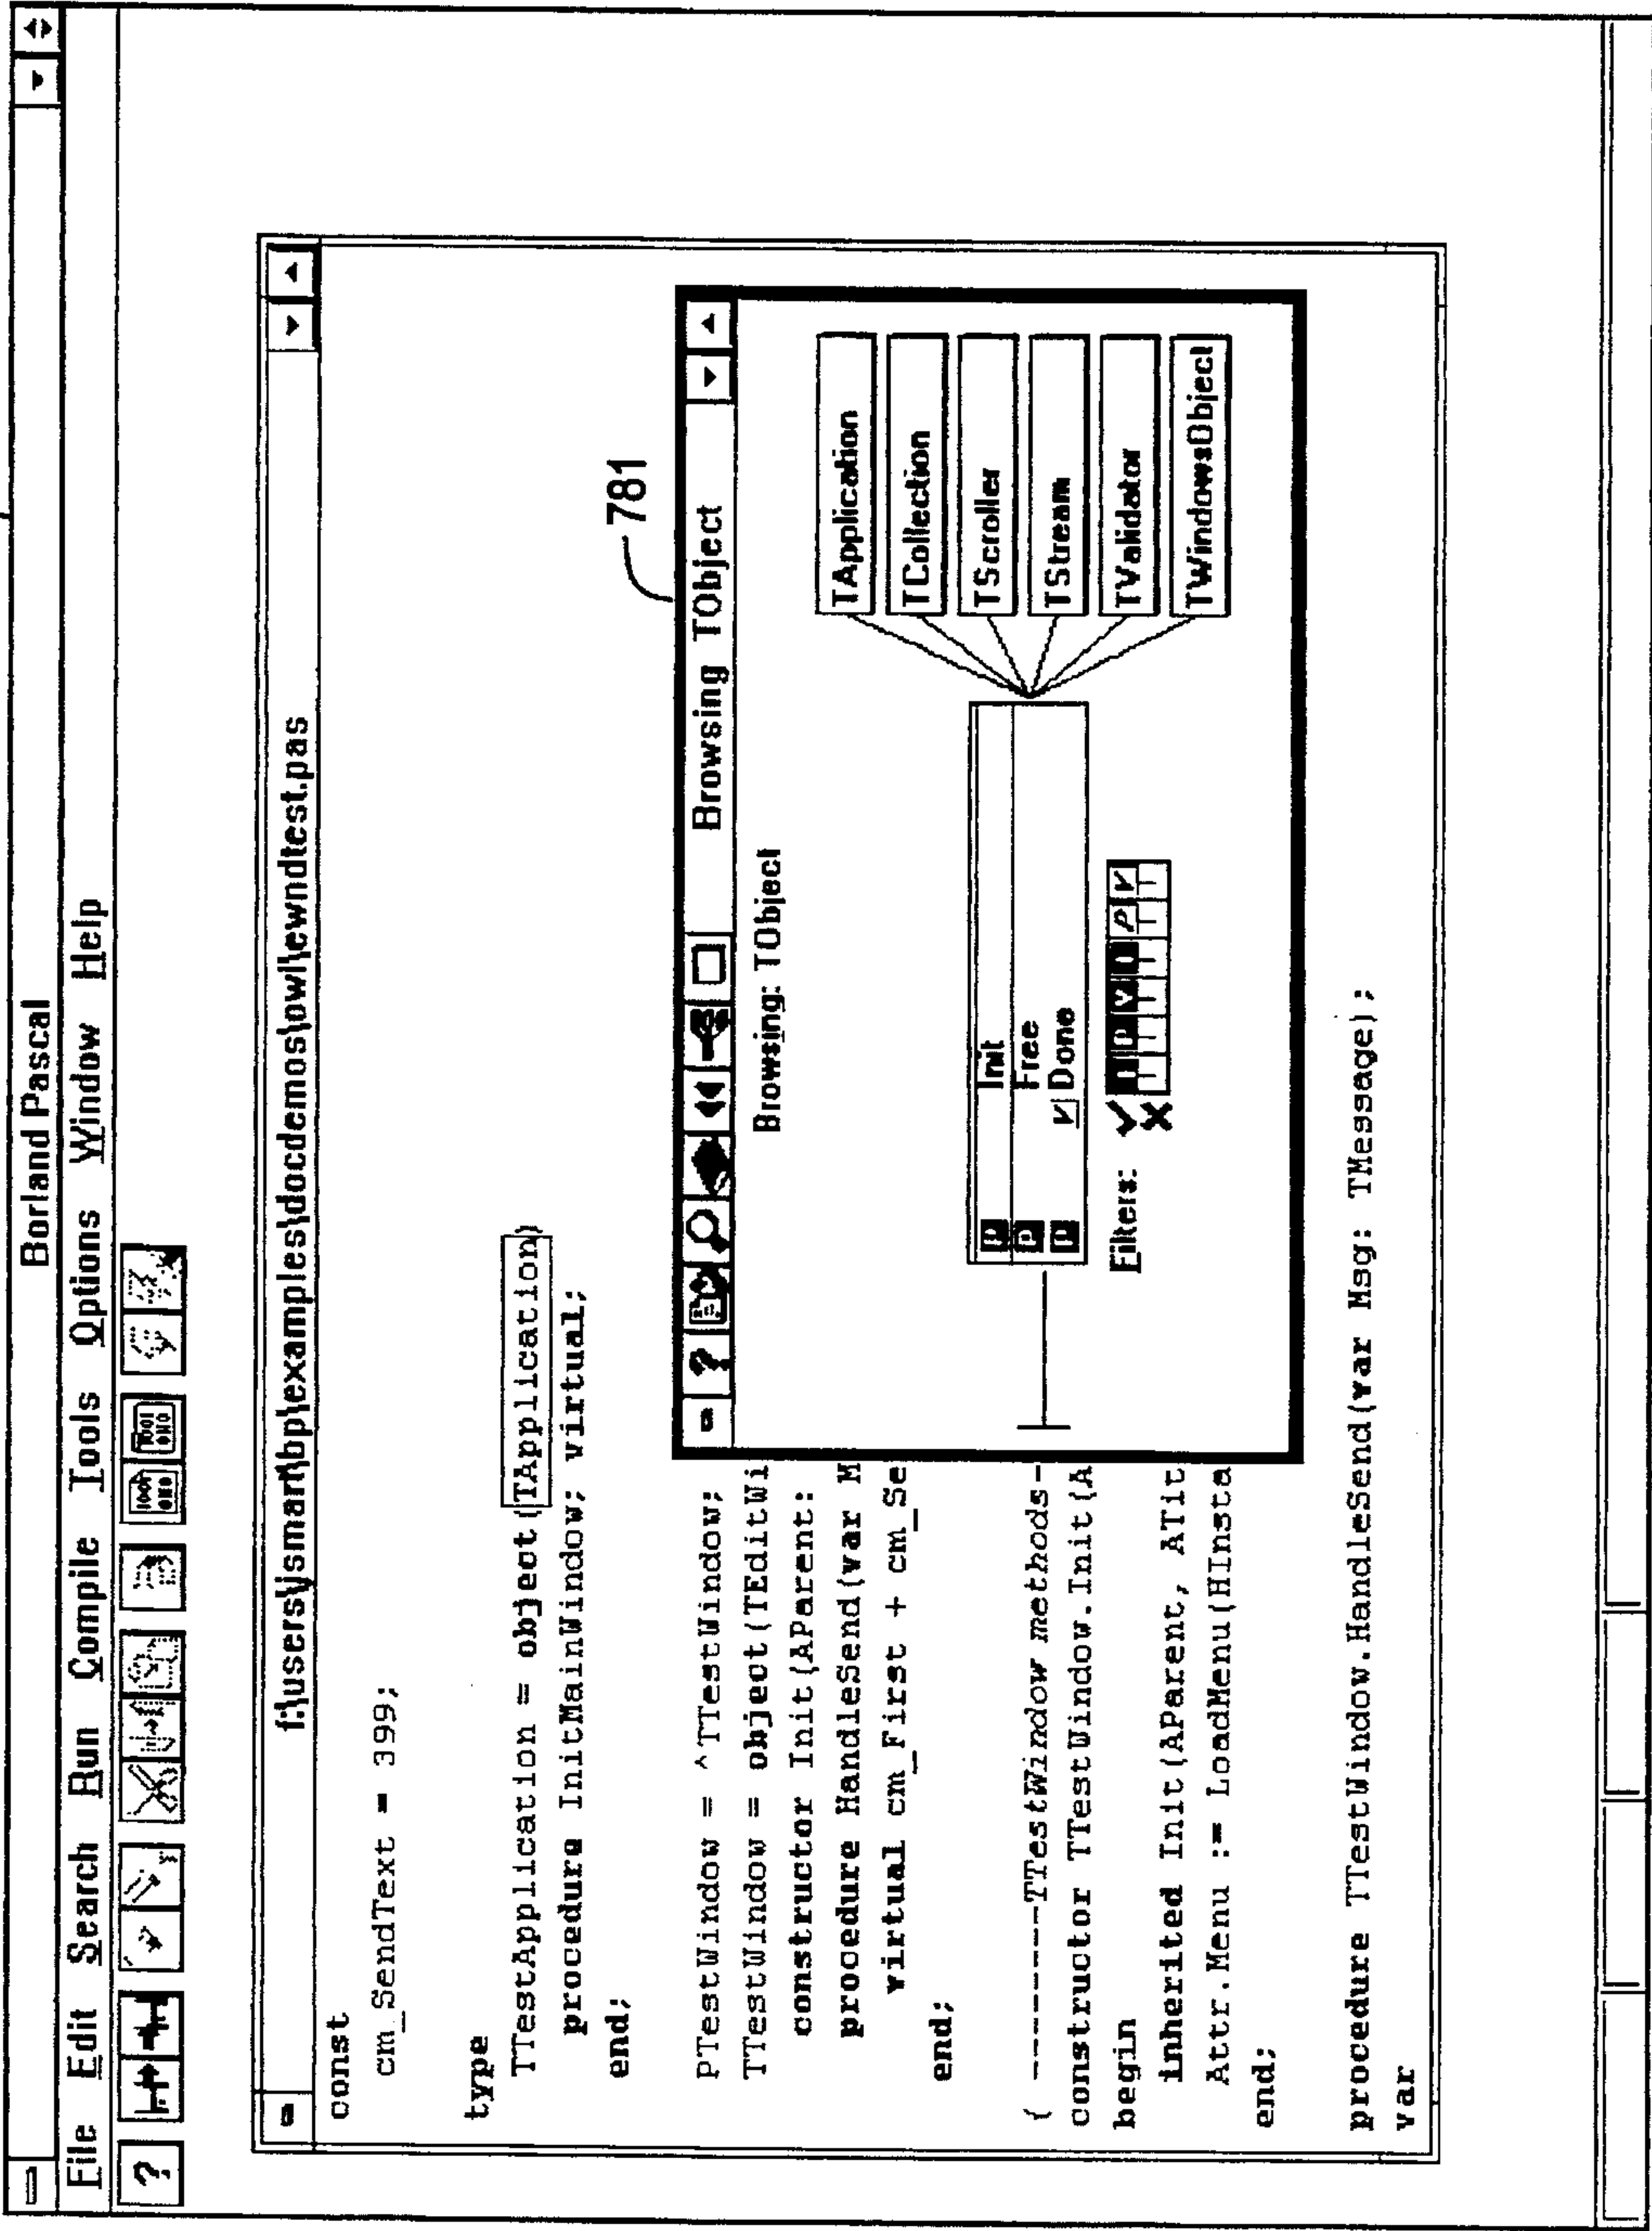 Borland Pascal
File Edit Search Run Compile Tools Options Window Help
?
f:\users\jsmart\bp\examples\docdemos\owl\ewndtest.pas
const
cm_SendText = 399;
type
TTestApplication = object(TApplication)
procedure InitMainWindow; virtual;
end;
PTestWindow = ^TTestWindow;
TTestWindow = object(TEditWi
constructor Init(AParent:
procedure HandleSend(var M
virtual cm_First + cm_Se
end;
{ --------TTestWindow methods-
constructor TTestWindow.Init(A
begin
inherited Init(AParent, ATit
Attr.Menu := LoadMenu(HInsta
end;
procedure TTestWindow.HandleSend(var Msg: TMessage);
var
781
? Browsing TObject
Browsing: TObject
P Init
P Free
P V Done
Filters:
TApplication
TCollection
TScroller
TStream
TValidator
TWindowsObject